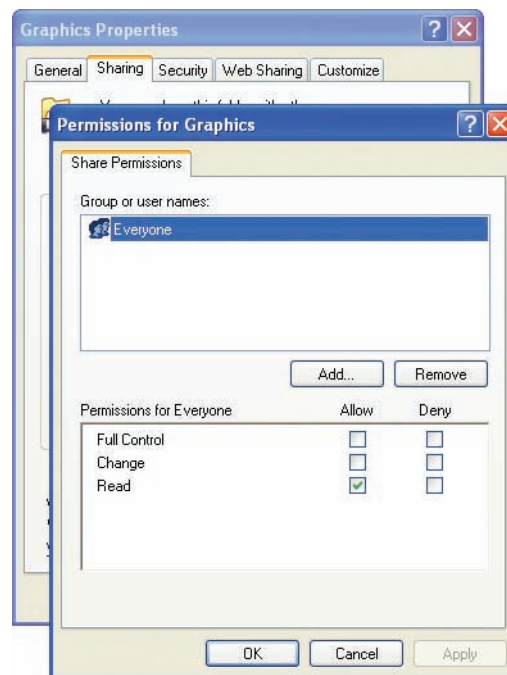 Graphics Properties
General Sharing Security Web Sharing Customize
Permissions for Graphics
Share Permissions
Group or user names:
Everyone
Add... Remove
Permissions for Everyone Allow Deny
Full Control
Change
Read
OK Cancel Apply